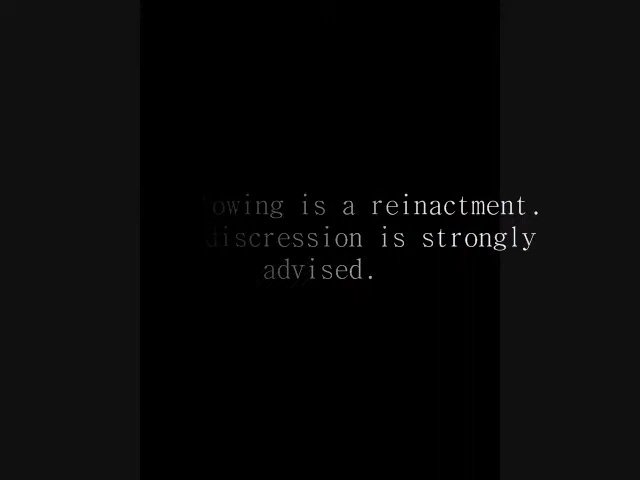 owing is a reinactment.
discression is strongly
advised.